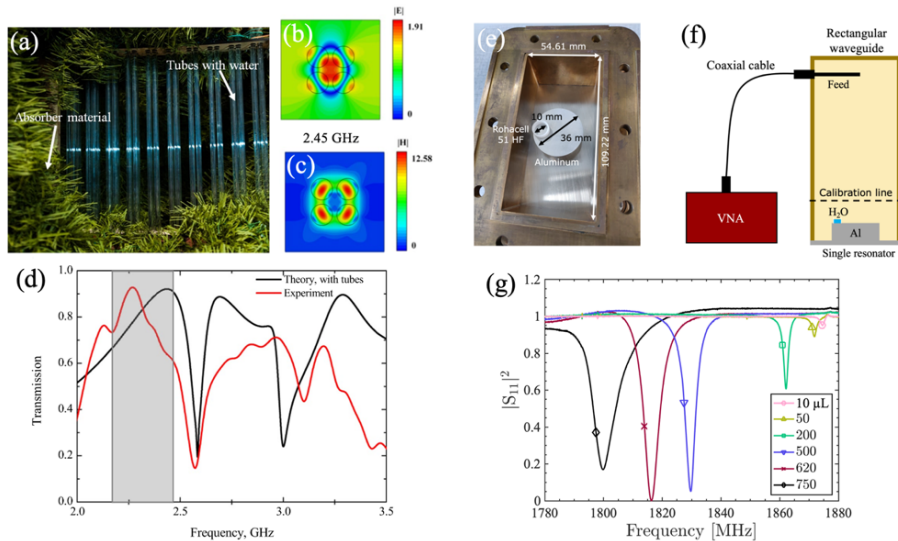 (a)
Tubes with water
Absorber material
(b)
|E|
1.91
0
2.45 GHz
(c)
|H|
12.58
0
(d)
Theory, with tubes
Experiment
Transmission
1.0
0.8
0.6
0.4
0.2
0.0
2.0 2.5 3.0 3.5
Frequency, GHz
(e)
54.61 mm
10 mm
Rohacell
51 HF
36 mm
Aluminum
109.22 mm
(f)
Rectangular
waveguide
Coaxial cable
Feed
Calibration line
VNA
H₂O
Al
Single resonator
(g)
|S₁₁|²
1.2
1
0.8
0.6
0.4
0.2
0
10 µL
50
200
500
620
750
1780 1800 1820 1840 1860 1880
Frequency [MHz]